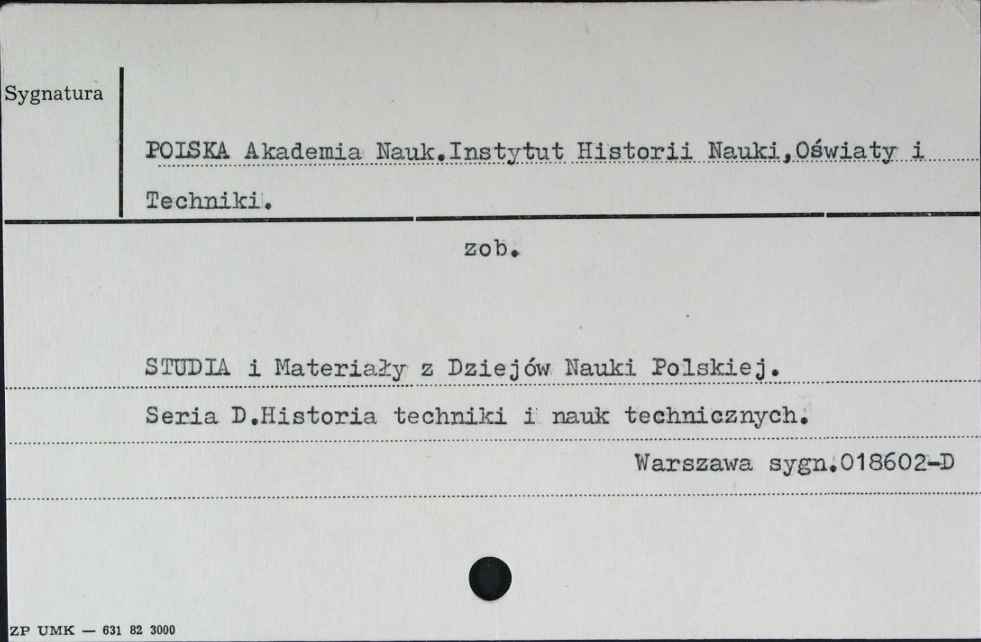 Sygnatura
POLSKA Akademia Nauk.Instytut Historii Nauki,Oświaty i
Techniki.
zob.
STUDIA i Materiały z Dziejów Nauki Polskiej.
Seria D.Historia techniki i nauk technicznych.
Warszawa sygn.018602-D
ZP UMK — 631 82 3000